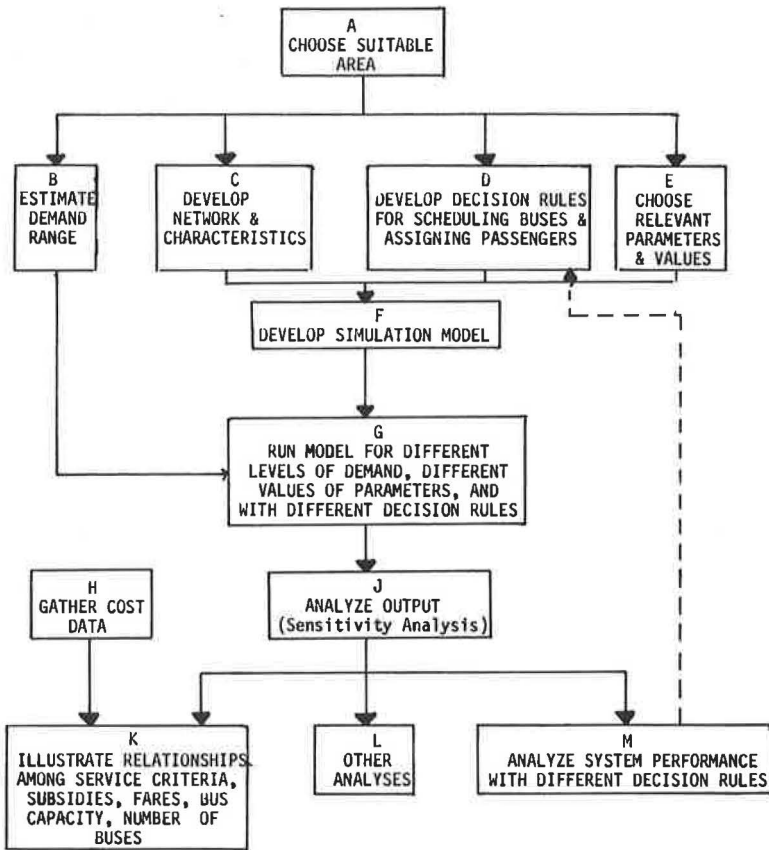 A
CHOOSE SUITABLE
AREA
B
ESTIMATE
DEMAND
RANGE
C
DEVELOP
NETWORK &
CHARACTERISTICS
D
DEVELOP DECISION RULES
FOR SCHEDULING BUSES &
ASSIGNING PASSENGERS
E
CHOOSE
RELEVANT
PARAMETERS
& VALUES
F
DEVELOP SIMULATION MODEL
G
RUN MODEL FOR DIFFERENT
LEVELS OF DEMAND, DIFFERENT
VALUES OF PARAMETERS, AND
WITH DIFFERENT DECISION RULES
H
GATHER COST
DATA
J
ANALYZE OUTPUT
(Sensitivity Analysis)
K
ILLUSTRATE RELATIONSHIPS
AMONG SERVICE CRITERIA,
SUBSIDIES, FARES, BUS
CAPACITY, NUMBER OF
BUSES
L
OTHER
ANALYSES
M
ANALYZE SYSTEM PERFORMANCE
WITH DIFFERENT DECISION RULES